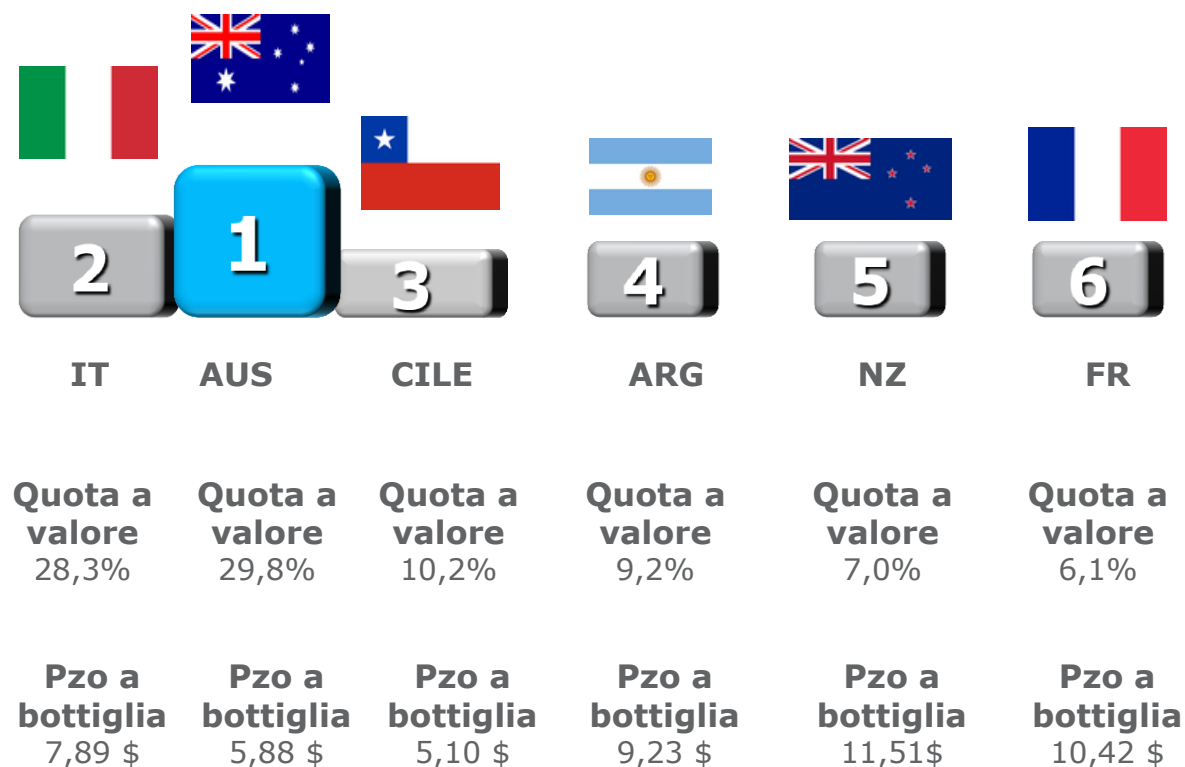 2 1 3 4 5 6
IT AUS CILE ARG NZ FR
Quota a Quota a Quota a Quota a Quota a Quota a
valore valore valore valore valore valore
28,3% 29,8% 10,2% 9,2% 7,0% 6,1%
Pzo a Pzo a Pzo a Pzo a Pzo a Pzo a
bottiglia bottiglia bottiglia bottiglia bottiglia bottiglia
7,89 $ 5,88 $ 5,10 $ 9,23 $ 11,51$ 10,42 $